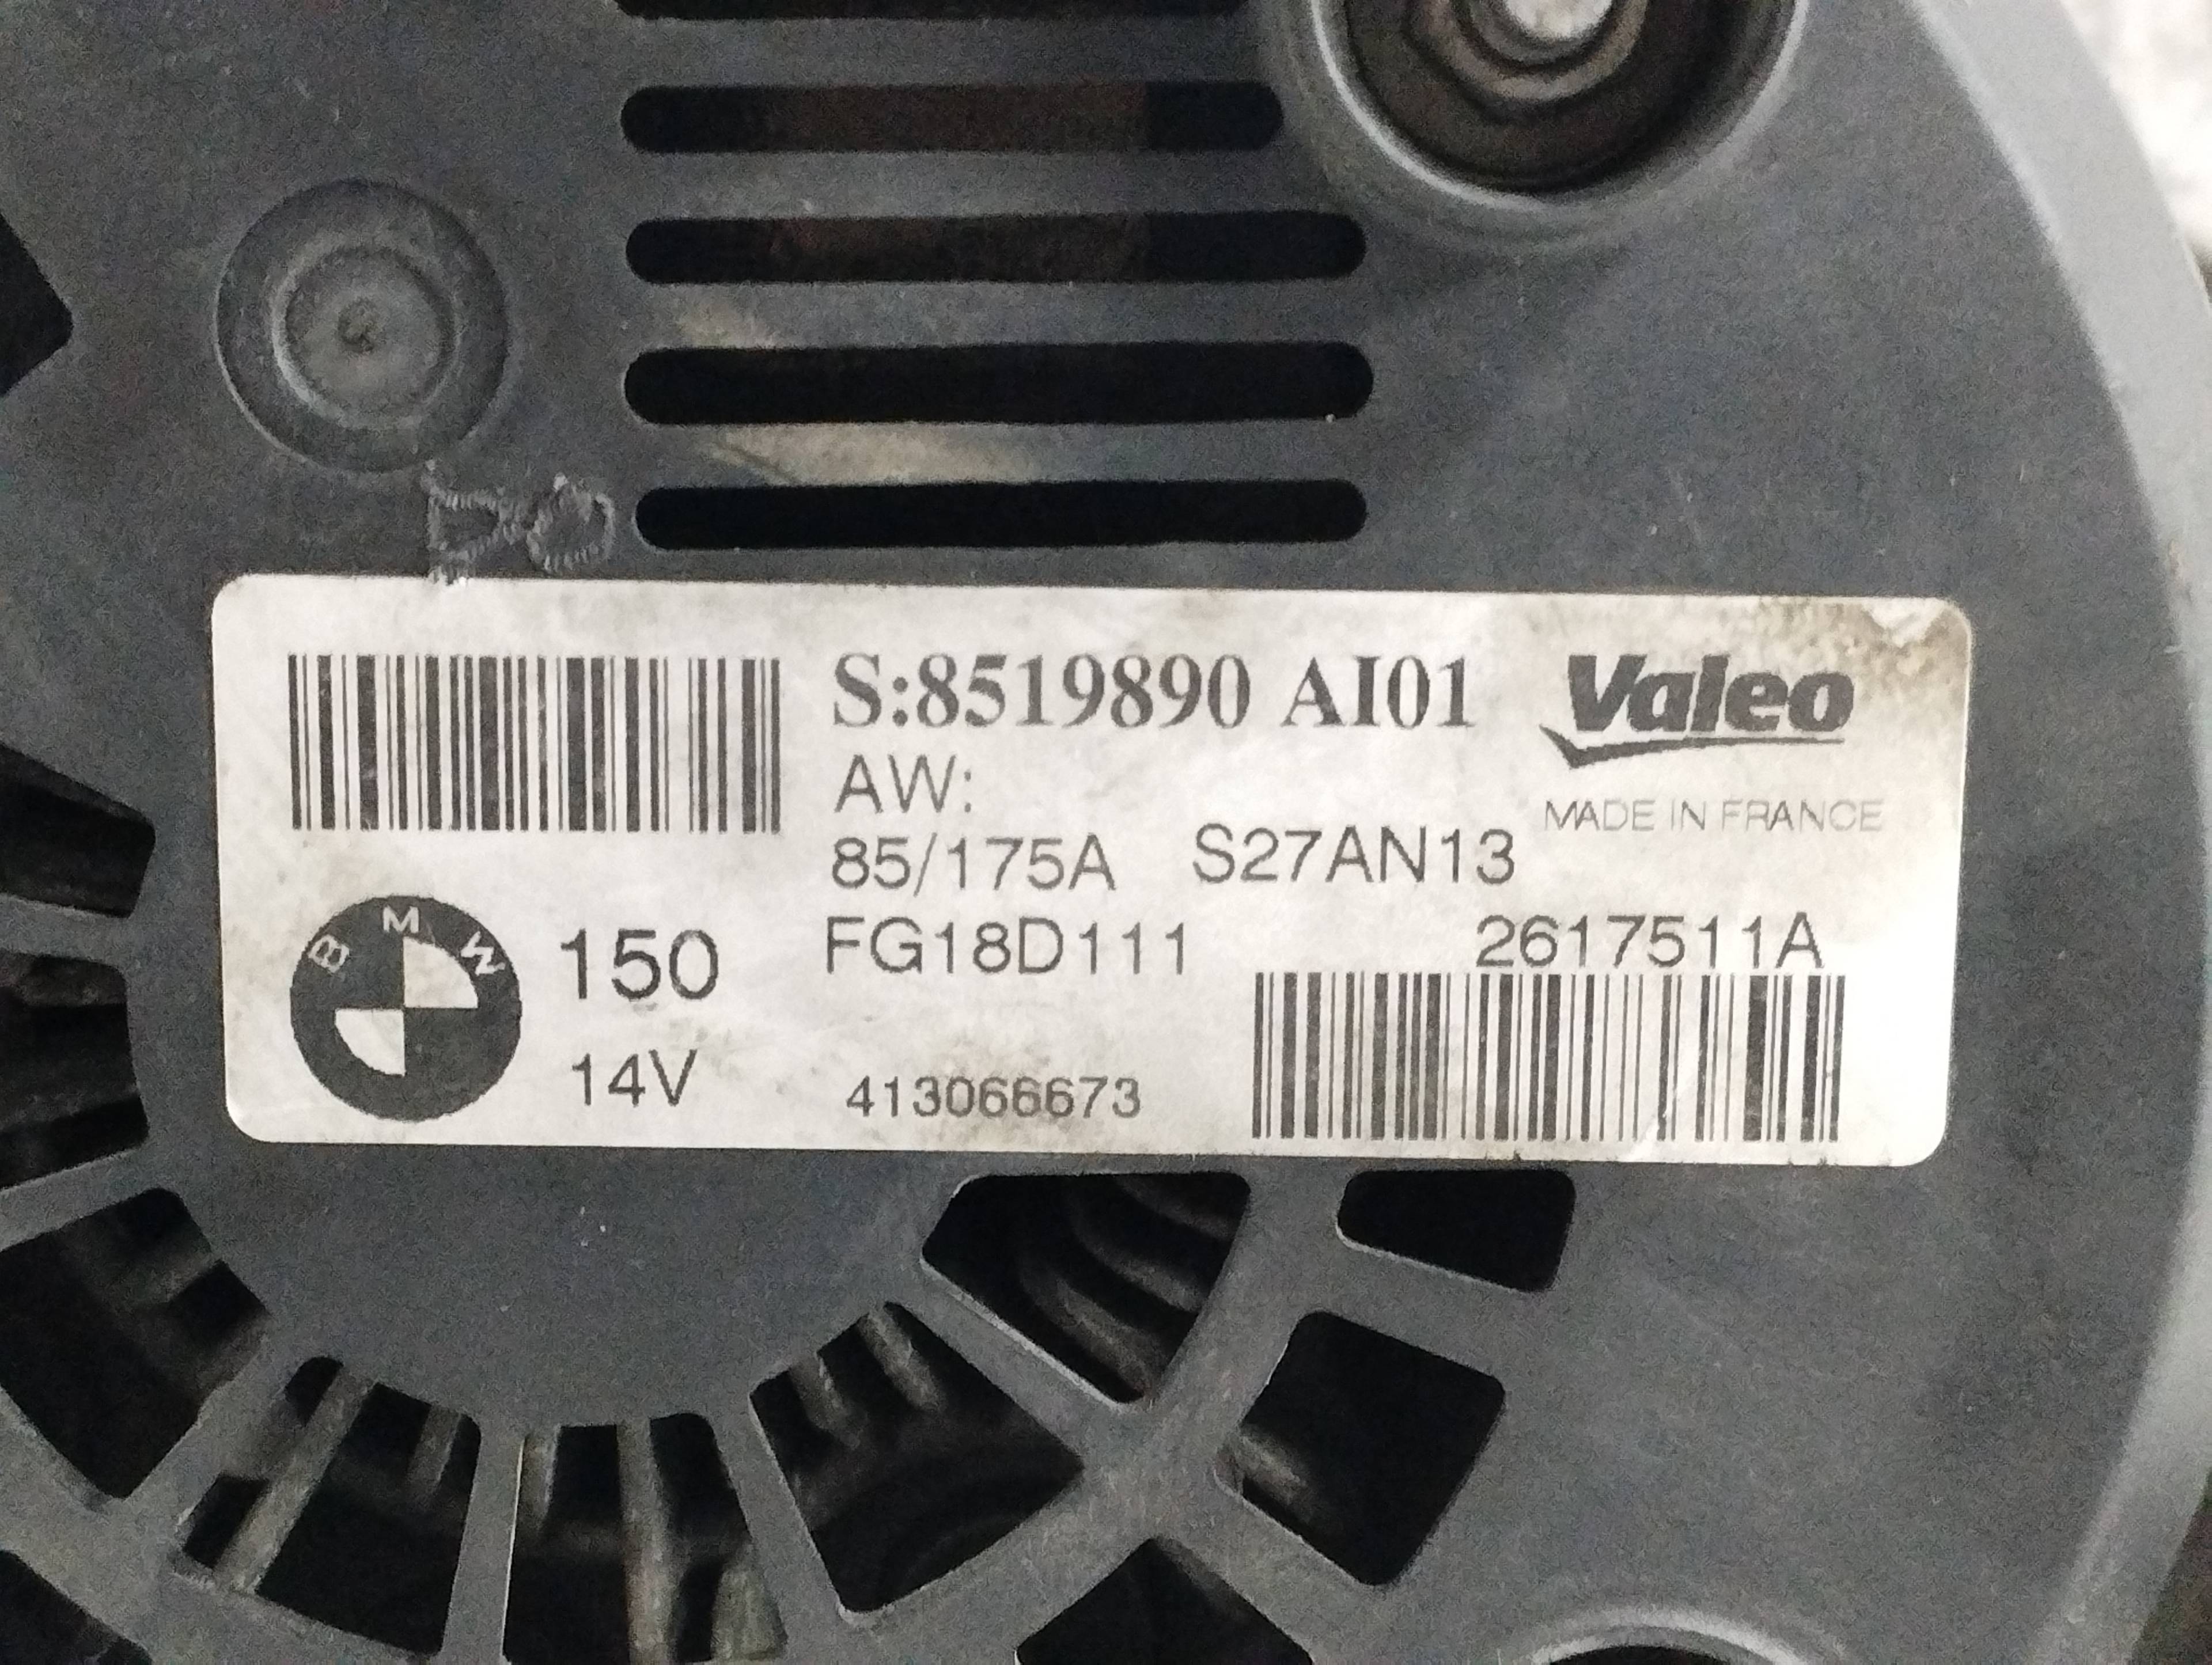 S:8519890 AI01
Valeo
AW:
MADE IN FRANCE
85/175A S27AN13
BMW
150
FG18D111
2617511A
14V
413066673